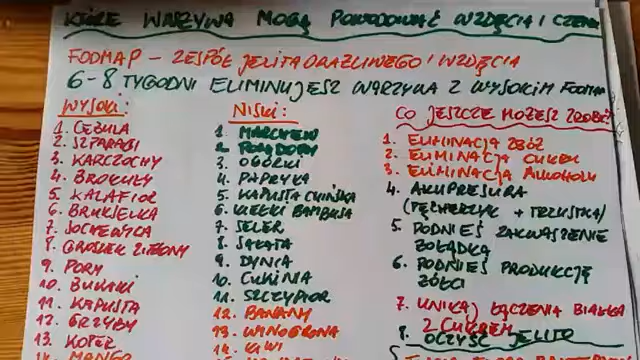 KTÓRE WARZYWA MOGĄ POWODOWAĆ WZDĘCIA I
FODMAP - ZESPÓŁ JELITA DRAŻLIWEGO I WZDĘCIA
6-8 TYGODNI ELIMINUJESZ WARZYWA Z WYSOKIM FODMAP
WYSOKI:
1. CEBULA
2. SZPARAGI
3. KARCZOCHY
4. BROKUŁY
5. KALAFIOR
6. BRUKSELKA
7. SOCZEWICA
8. GROSZEK ZIELONY
9. PORY
10. BURAKI
11. KAPUSTA
12. GRZYBY
13. KOPER
14. MANGO
NISKI:
1. MARCHEW
2. POMIDORY
3. OGÓRKI
4. PAPRYKA
5. KAPUSTA CHIŃSKA
6. KIEŁKI BAMBUSA
7. SELER
8. SAŁATA
9. DYNIA
10. CUKINIA
11. SZCZYPIOR
12. BANANY
13. WINOGRONA
14. KIWI
CO JESZCZE MOŻESZ ZROBIĆ?
1. ELIMINACJA ZBÓŻ
2. ELIMINACJA CUKRU
3. ELIMINACJA ALKOHOLU
4. AKUPRESURA
(PĘCHERZYK + TRZUSTKA)
5. PODNIEŚ ZAKWASZENIE
ŻOŁĄDKA
6. PODNIEŚ PRODUKCJĘ
ŻÓŁCI
7. UNIKAJ ŁĄCZENIA BIAŁKA
Z CUKREM
8. OCZYŚĆ JELITO